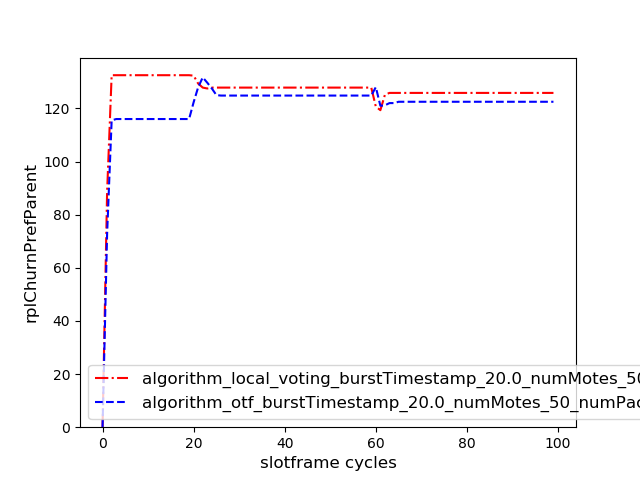 120
100
80
60
40
20
0
rplChurnPrefParent
algorithm_local_voting_burstTimestamp_20.0_numMotes_50
algorithm_otf_burstTimestamp_20.0_numMotes_50_numPac
0 20 40 60 80 100
slotframe cycles